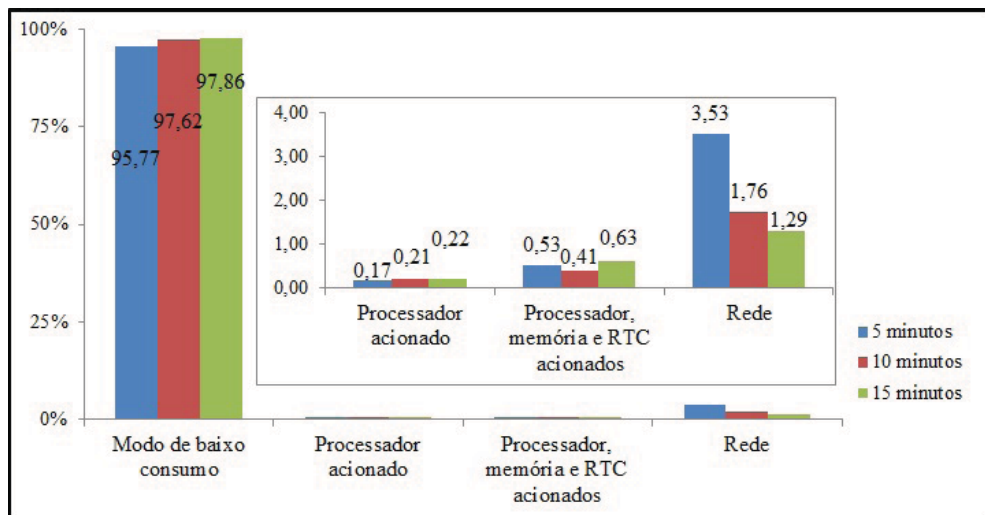 100%
75%
50%
25%
0%
95,77
97,62
97,86
4,00
3,00
2,00
1,00
0,00
0,17
0,21
0,22
0,53
0,41
0,63
3,53
1,76
1,29
Processador
acionado
Processador,
memória e RTC
acionados
Rede
5 minutos
10 minutos
15 minutos
Modo de baixo
consumo
Processador
acionado
Processador,
memória e RTC
acionados
Rede